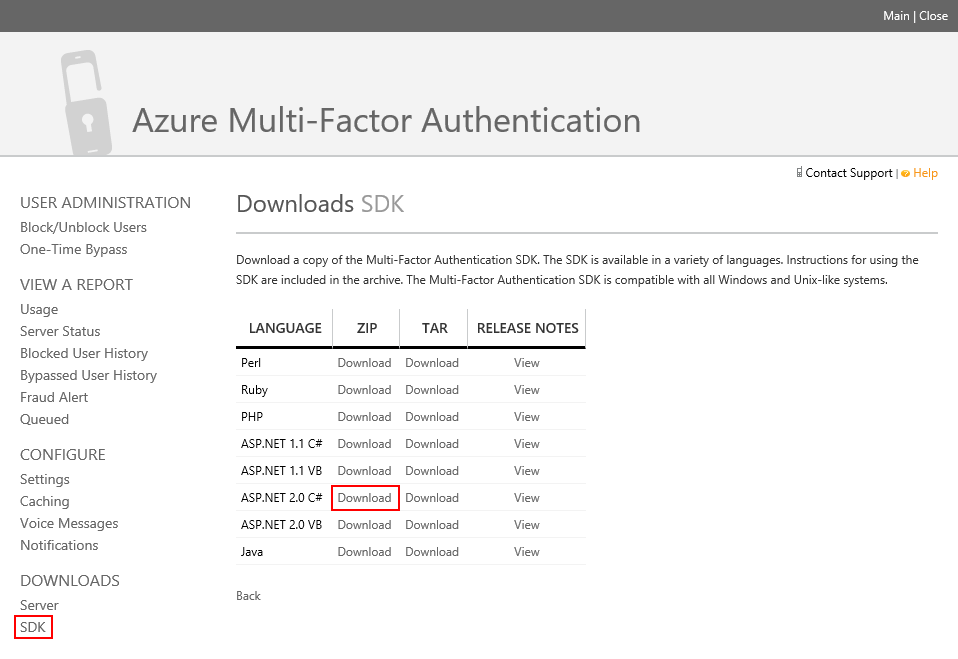 Main | Close
Azure Multi-Factor Authentication
Contact Support | Help
USER ADMINISTRATION
Block/Unblock Users
One-Time Bypass
VIEW A REPORT
Usage
Server Status
Blocked User History
Bypassed User History
Fraud Alert
Queued
CONFIGURE
Settings
Caching
Voice Messages
Notifications
DOWNLOADS
Server
SDK
Downloads SDK
Download a copy of the Multi-Factor Authentication SDK. The SDK is available in a variety of languages. Instructions for using the
SDK are included in the archive. The Multi-Factor Authentication SDK is compatible with all Windows and Unix-like systems.
LANGUAGE ZIP TAR RELEASE NOTES
Perl Download Download View
Ruby Download Download View
PHP Download Download View
ASP.NET 1.1 C# Download Download View
ASP.NET 1.1 VB Download Download View
ASP.NET 2.0 C# Download Download View
ASP.NET 2.0 VB Download Download View
Java Download Download View
Back